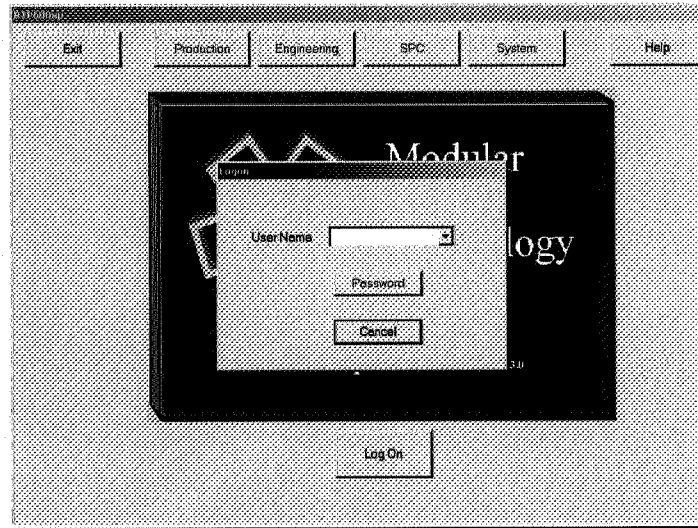 Exit Production Engineering SPC System Help
Modular
Logon
User Name
logy
Password
Cancel
3.0
Log On